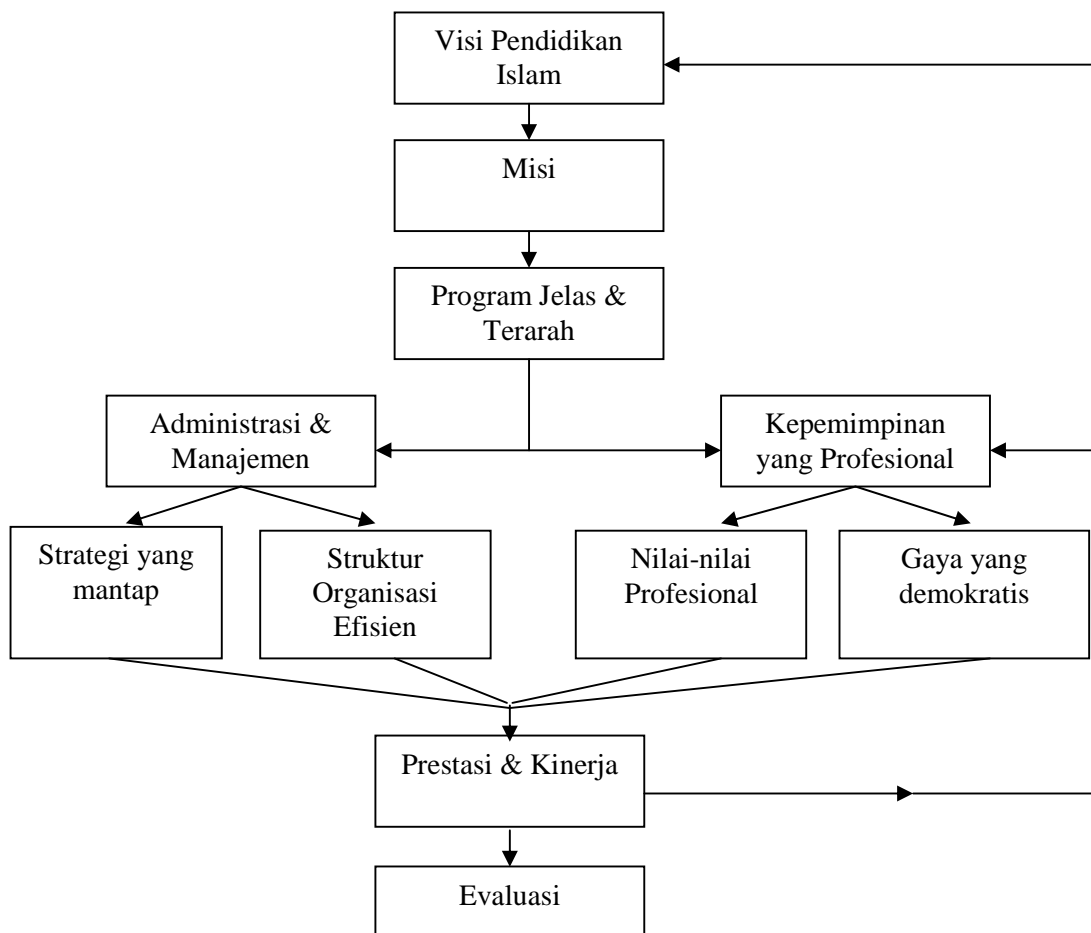 Visi Pendidikan
Islam
Misi
Program Jelas &
Terarah
Administrasi &
Manajemen
Kepemimpinan
yang Profesional
Strategi yang
mantap
Struktur
Organisasi
Efisien
Nilai-nilai
Profesional
Gaya yang
demokratis
Prestasi & Kinerja
Evaluasi